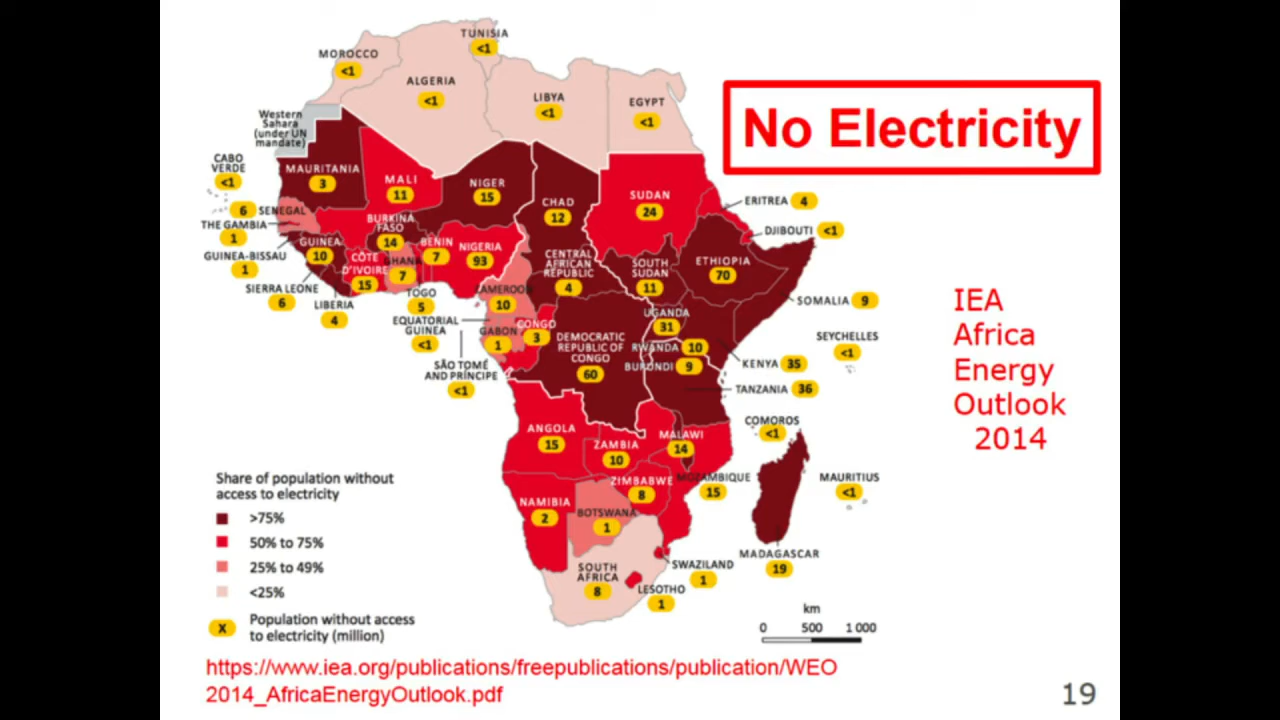 TUNISIA
<1
MOROCCO
<1
ALGERIA
<1
LIBYA
<1
EGYPT
<1
No Electricity
Western
Sahara
(under UN
mandate)
CABO
VERDE
<1
MAURITANIA
3
MALI
11
NIGER
15
CHAD
12
SUDAN
24
ERITREA 4
DJIBOUTI <1
6 SENEGAL
THE GAMBIA
1
GUINEA-BISSAU
1
GUINEA
10
BURKINA
FASO
14
BENIN
7
NIGERIA
93
CÔTE
D'IVOIRE
15
GHANA
7
SIERRA LEONE
6
LIBERIA
4
TOGO
5
CENTRAL
AFRICAN
REPUBLIC
4
SOUTH
SUDAN
11
ETHIOPIA
70
SOMALIA 9
CAMEROON
10
EQUATORIAL
GUINEA
<1
GABON
1
CONGO
3
SÃO TOMÉ
AND PRÍNCIPE
<1
DEMOCRATIC
REPUBLIC OF
CONGO
60
UGANDA
31
RWANDA 10
BURUNDI 9
KENYA 35
TANZANIA 36
SEYCHELLES
<1
IEA
Africa
Energy
Outlook
2014
COMOROS
<1
ANGOLA
15
ZAMBIA
10
MALAWI
14
MOZAMBIQUE
15
ZIMBABWE
8
NAMIBIA
2
BOTSWANA
1
MAURITIUS
<1
MADAGASCAR
19
SOUTH
AFRICA
8
SWAZILAND
1
LESOTHO
1
Share of population without
access to electricity
>75%
50% to 75%
25% to 49%
<25%
X Population without access
to electricity (million)
km
0 500 1 000
https://www.iea.org/publications/freepublications/publication/WEO
2014_AfricaEnergyOutlook.pdf
19